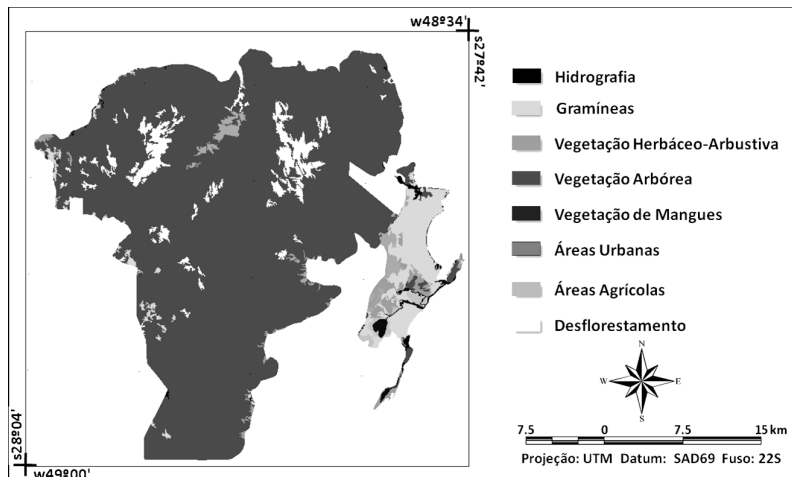 w48º34'
s27º42'
Hidrografia
Gramíneas
Vegetação Herbáceo-Arbustiva
Vegetação Arbórea
Vegetação de Mangues
Áreas Urbanas
Áreas Agrícolas
Desflorestamento
N
W E
S
7.5 0 7.5 15 km
Projeção: UTM Datum: SAD69 Fuso: 22S
s28º04'
w49º00'